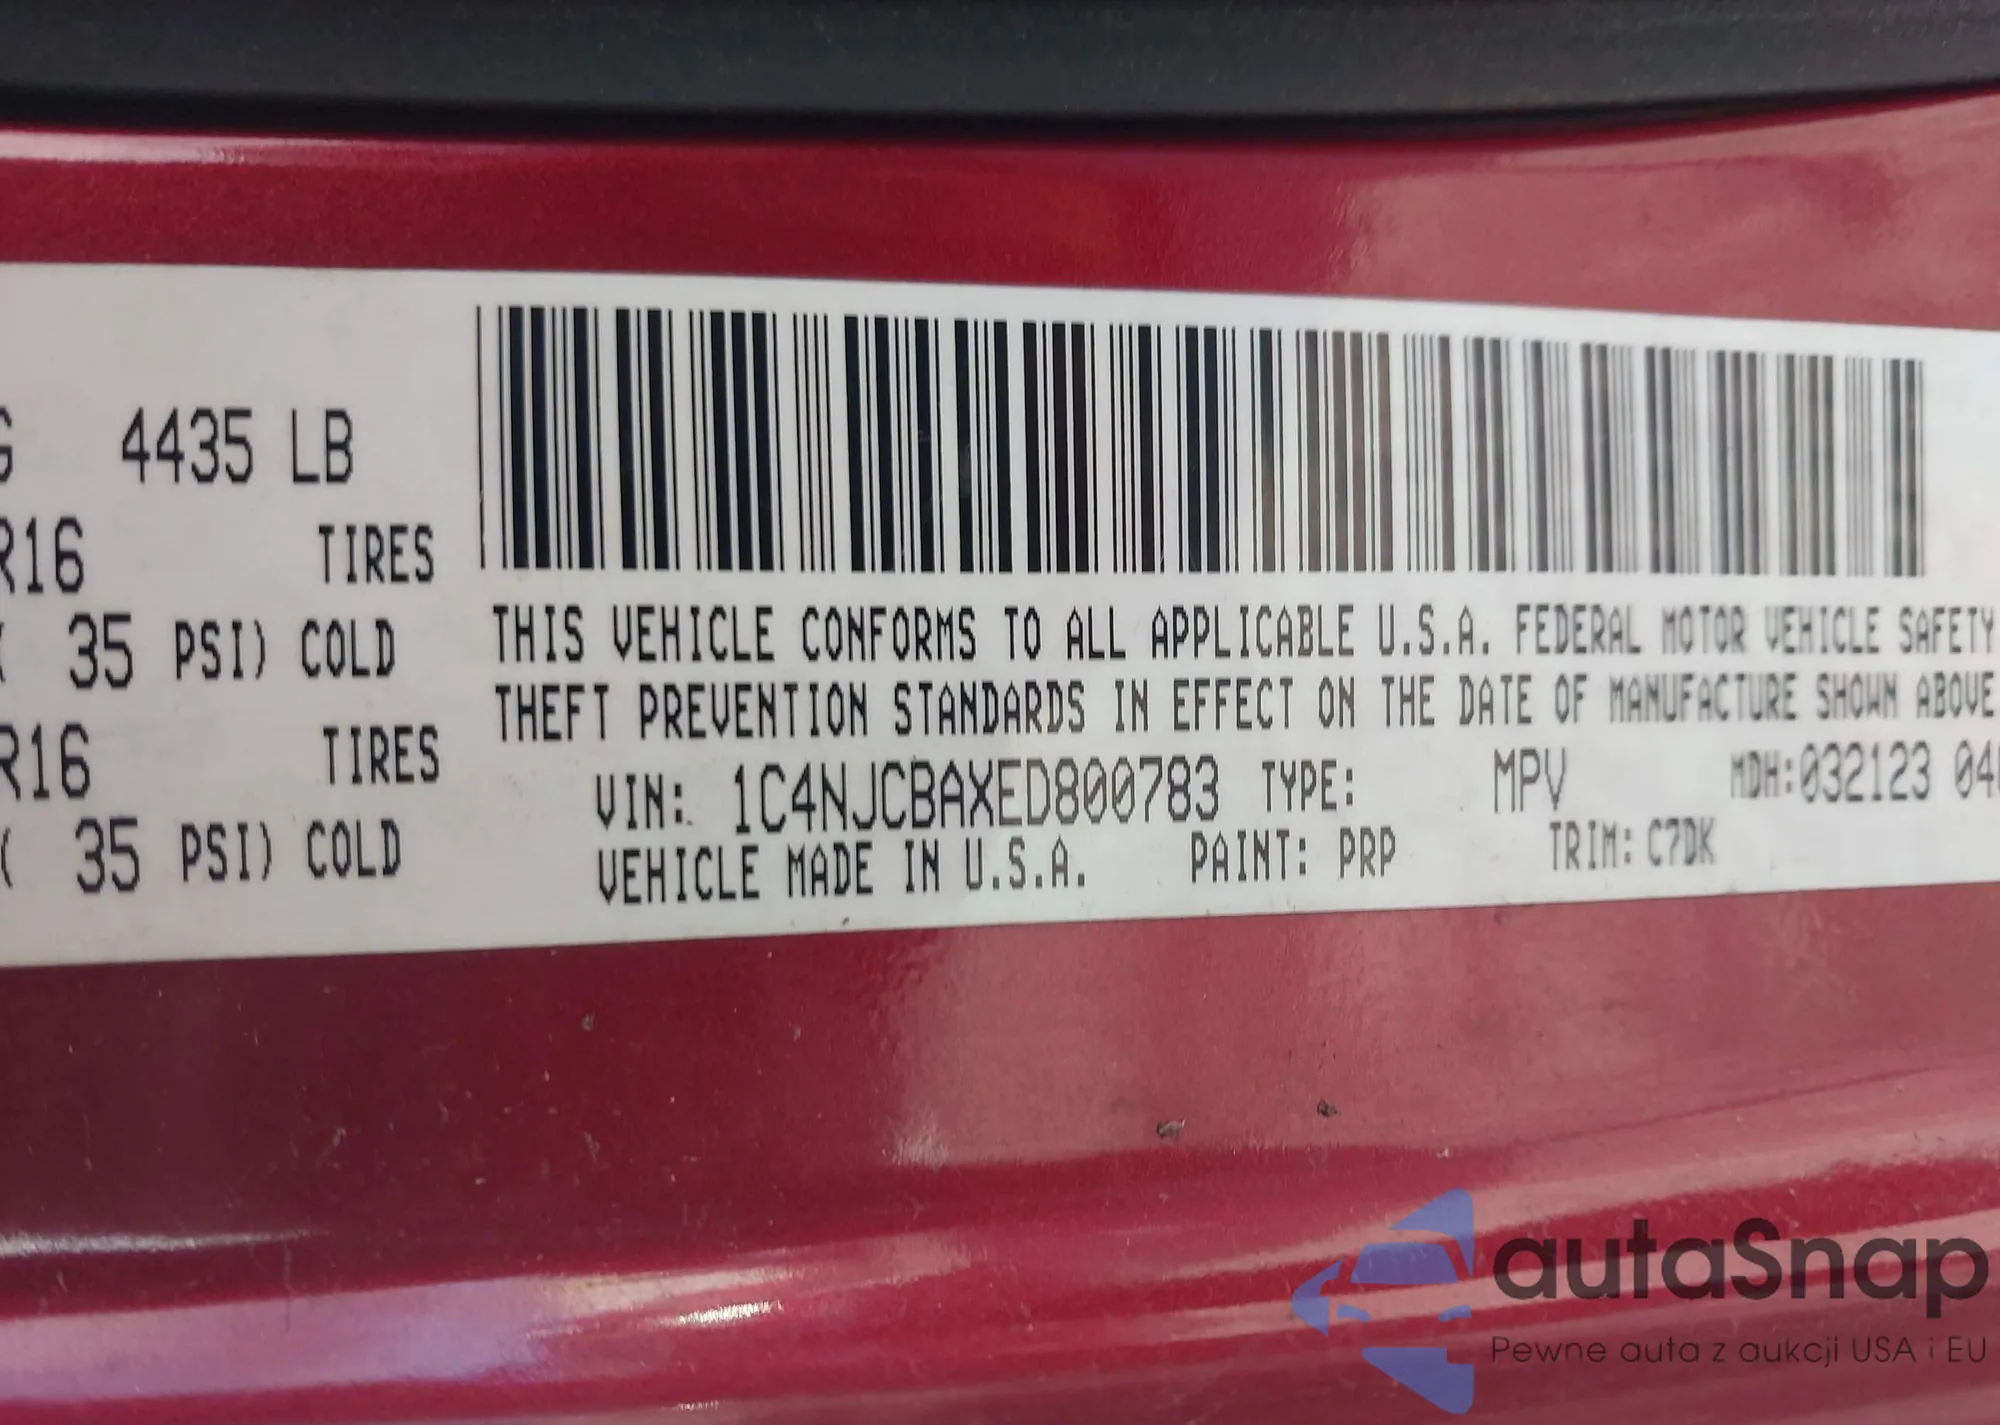 4435 LB
R16 TIRES
35 PSI) COLD
R16 TIRES
35 PSI) COLD
THIS VEHICLE CONFORMS TO ALL APPLICABLE U.S.A. FEDERAL MOTOR VEHICLE SAFETY
THEFT PREVENTION STANDARDS IN EFFECT ON THE DATE OF MANUFACTURE SHOWN ABOVE
VIN: 1C4NJCBAXED800783 TYPE: MPV MDH:032123 04
VEHICLE MADE IN U.S.A. PAINT: PRP TRIM: C7DK
autaSnap
Pewne auta z aukcji USA i EU